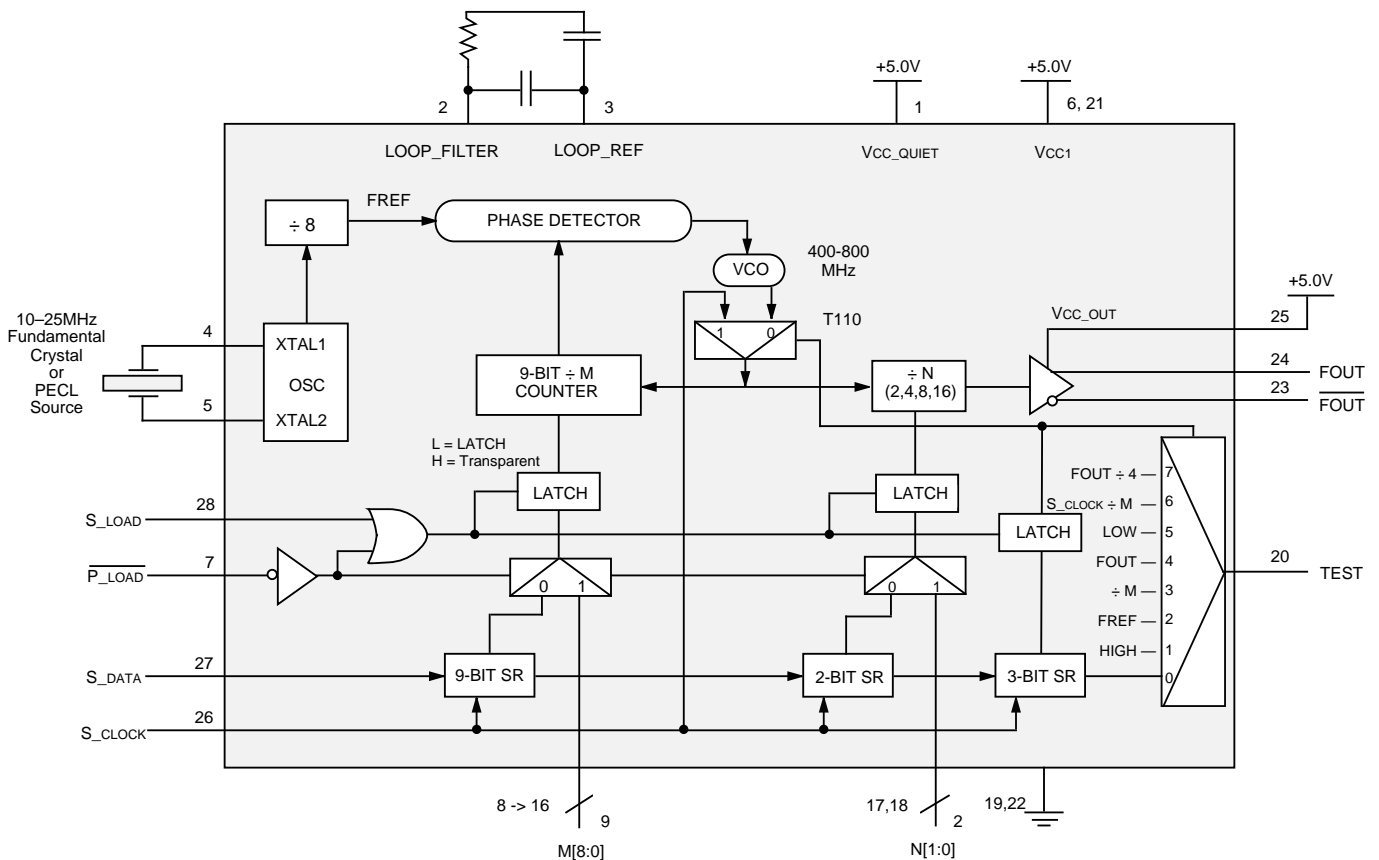 +5.0V
+5.0V
2
3
1
6, 21
LOOP_FILTER
LOOP_REF
VCC_QUIET
VCC1
÷ 8
FREF
PHASE DETECTOR
VCO
400-800
MHz
1
0
T110
+5.0V
VCC_OUT
25
10–25MHz
Fundamental
Crystal
or
PECL
Source
4
5
XTAL1
OSC
XTAL2
9-BIT ÷ M
COUNTER
÷ N
(2,4,8,16)
24
FOUT
23
FOUT
L = LATCH
H = Transparent
LATCH
LATCH
LATCH
FOUT ÷ 4 — 7
S_CLOCK ÷ M — 6
LOW — 5
FOUT — 4
÷ M — 3
FREF — 2
HIGH — 1
0
20
TEST
S_LOAD
28
P_LOAD
7
0
1
0
1
S_DATA
27
9-BIT SR
2-BIT SR
3-BIT SR
S_CLOCK
26
8 -> 16
9
M[8:0]
17,18
2
N[1:0]
19,22